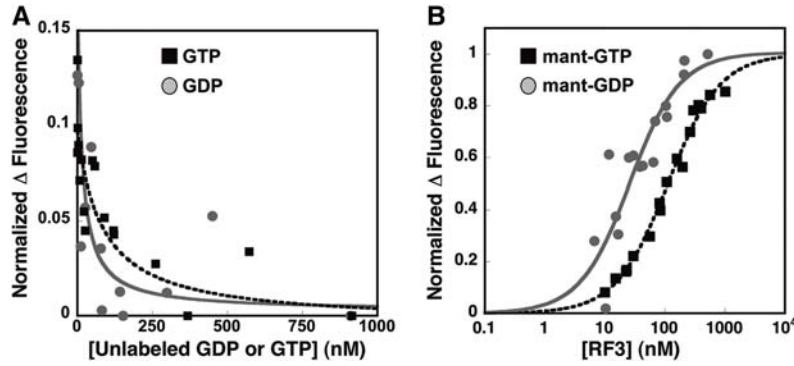 A
0.15
0.1
0.05
0
Normalized Δ Fluorescence
GTP
GDP
0 250 500 750 1000
[Unlabeled GDP or GTP] (nM)
B
1
0.8
0.6
0.4
0.2
0
Normalized Δ Fluorescence
mant-GTP
mant-GDP
0.1 1 10 100 1000 10⁴
[RF3] (nM)